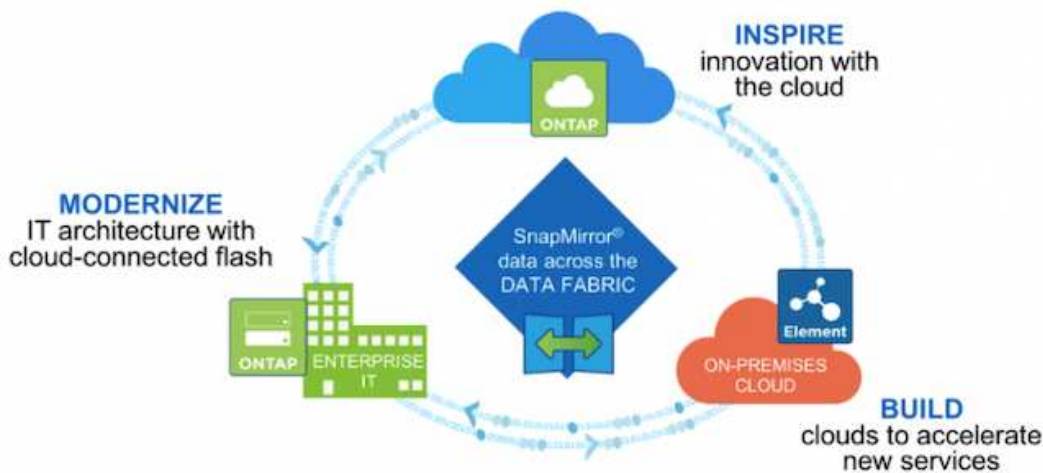 INSPIRE
innovation with
the cloud
ONTAP
MODERNIZE
IT architecture with
cloud-connected flash
SnapMirror®
data across the
DATA FABRIC
ONTAP
ENTERPRISE
IT
Element
ON-PREMISES
CLOUD
BUILD
clouds to accelerate
new services